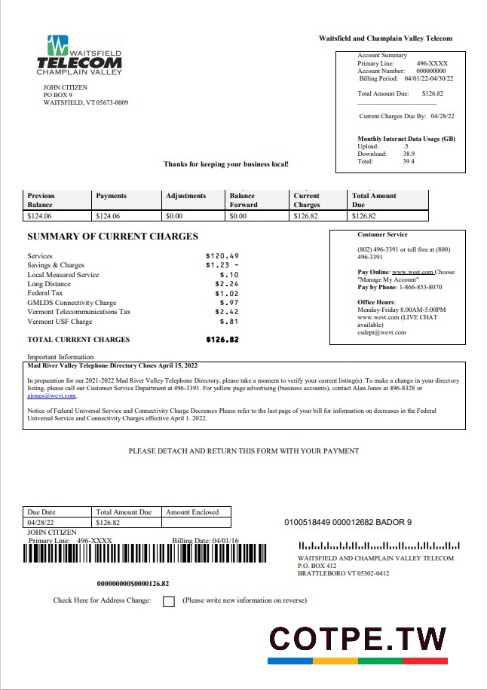 Waitsfield and Champlain Valley Telecom
WAITSFIELD
TELECOM
CHAMPLAIN VALLEY
JOHN CITIZEN
PO BOX 9
WAITSFIELD, VT 05673-0009
Account Summary
Primary Line: 496-XXXX
Account Number: 000000000
Billing Period: 04/01/22-04/30/22
Total Amount Due: $126.82
Current Charges Due By: 04/28/22
Monthly Internet Data Usage (GB)
Upload: .5
Download: 38.9
Total: 39 4
Thanks for keeping your business local!
Previous Balance Payments Adjustments Balance Forward Current Charges Total Amount Due
$124.06 $124.06 $0.00 $0.00 $126.82 $126.82
SUMMARY OF CURRENT CHARGES
Services $120.49
Savings & Charges $1.23 -
Local Measured Service $.10
Long Distance $2.24
Federal Tax $1.02
GMLDS Connectivity Charge $.97
Vermont Telecommunications Tax $2.42
Vermont USF Charge $.81
TOTAL CURRENT CHARGES $126.82
Customer Service
(802) 496-3391 or toll free at (800)
496-3391
Pay Online: www.west.com Choose
"Manage My Account"
Pay by Phone: 1-866-853-8070
Office Hours:
Monday-Friday 8.00AM-5:00PM
www.wevt.com (LIVE CHAT
available)
csdept@wevt.com
Important Information
Mad River Valley Telephone Directory Closes April 15, 2022
In preparation for our 2021-2022 Mad River Valley Telephone Directory, please take a moment to verify your current listing(s). To make a change in your directory
listing, please call our Customer Service Department at 496-3391. For yellow page advertising (business accounts), contact Alan Jones at 496-8328 or
ajones@wcvt.com.
Notice of Federal Universal Service and Connectivity Charge Decreases Please refer to the last page of your bill for information on decreases in the Federal
Universal Service and Connectivity Charges effective April 1. 2022.
PLEASE DETACH AND RETURN THIS FORM WITH YOUR PAYMENT
Due Date Total Amount Due Amount Enclosed
04/28/22 $126.82
JOHN CITIZEN
Primary Line: 496-XXXX Billing Date: 04/01/16
0100518449 000012682 BADOR 9
WAITSFIELD AND CHAMPLAIN VALLEY TELECOM
P.O. BOX 412
BRATTLEBORO VT 05302-0412
00000000050000126.82
Check Here for Address Change: (Please write new information on reverse)
COTPE.TW